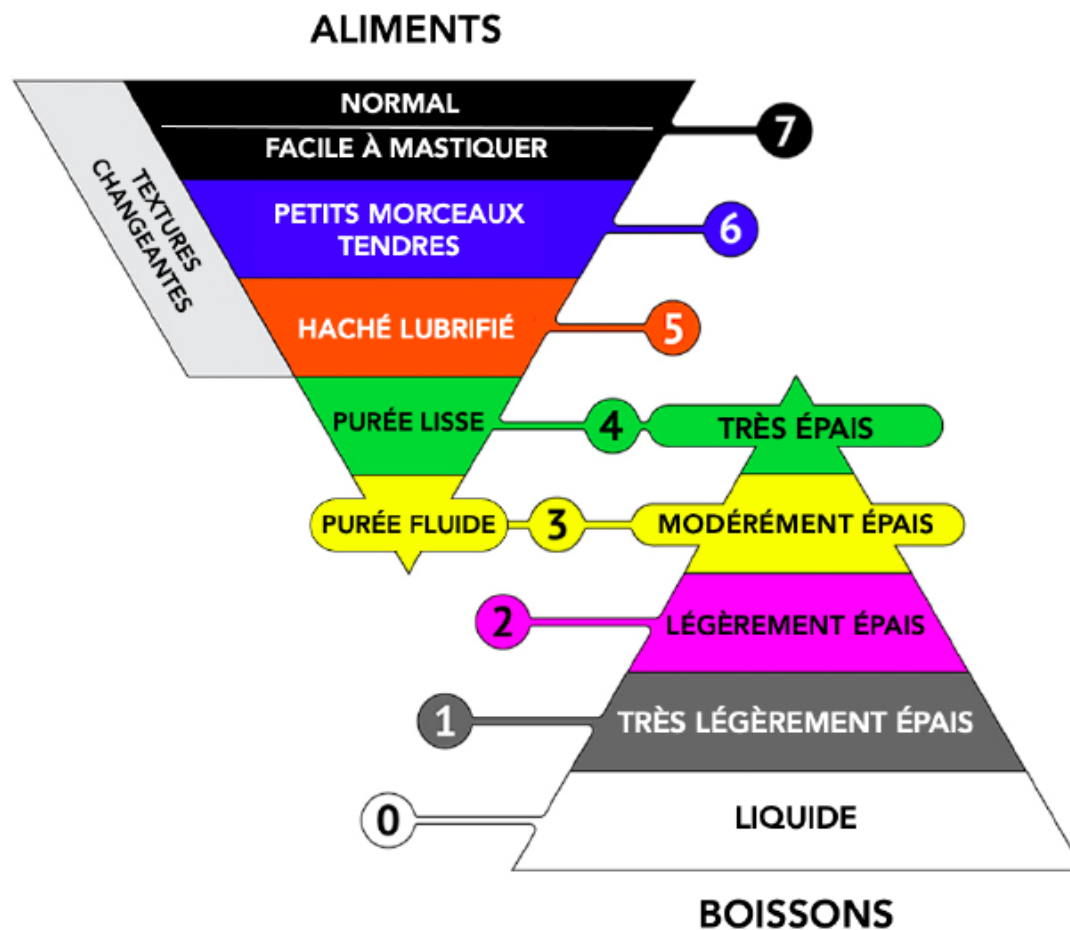 ALIMENTS
NORMAL
FACILE À MASTIQUER
7
TEXTURES
CHANGEANTES
PETITS MORCEAUX
TENDRES
6
HACHÉ LUBRIFIÉ
5
PURÉE LISSE
4
TRÈS ÉPAIS
PURÉE FLUIDE
3
MODÉRÉMENT ÉPAIS
2
LÉGÈREMENT ÉPAIS
1
TRÈS LÉGÈREMENT ÉPAIS
0
LIQUIDE
BOISSONS